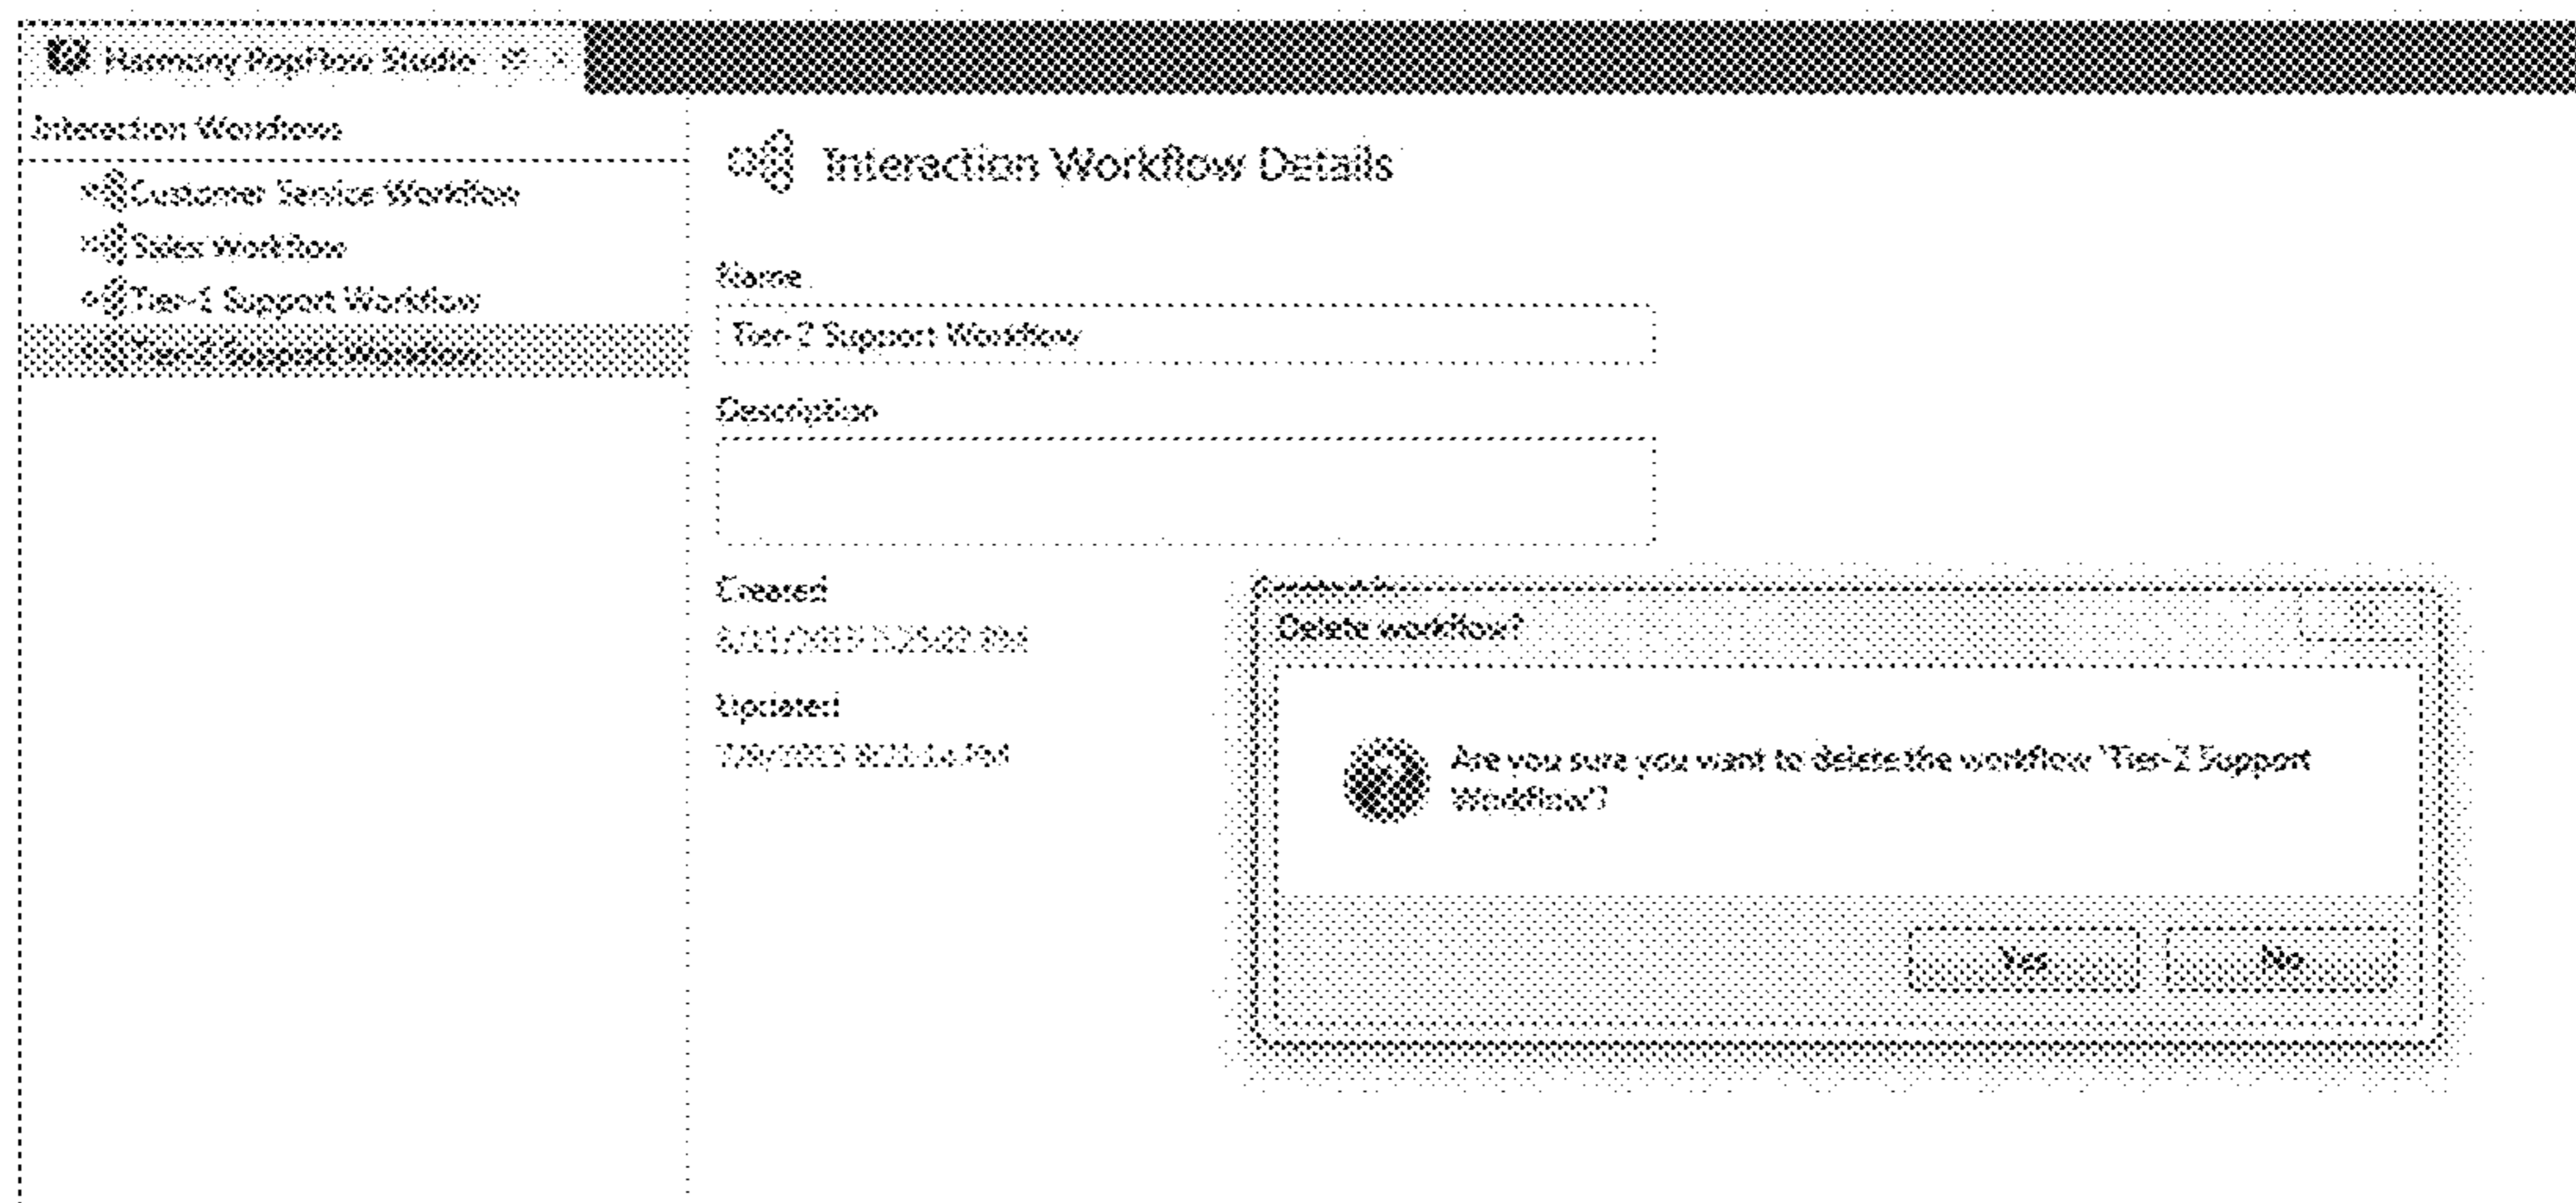 Harmony PopFlow Studio
Interaction Workflows
Customer Service Workflow
Sales Workflow
Tier-1 Support Workflow
Tier-2 Support Workflow
Interaction Workflow Details
Name
Tier-2 Support Workflow
Description
Created
PM
Updated
PM
Delete workflow?
Are you sure you want to delete the workflow 'Tier-2 Support
Workflow'?
Yes
No